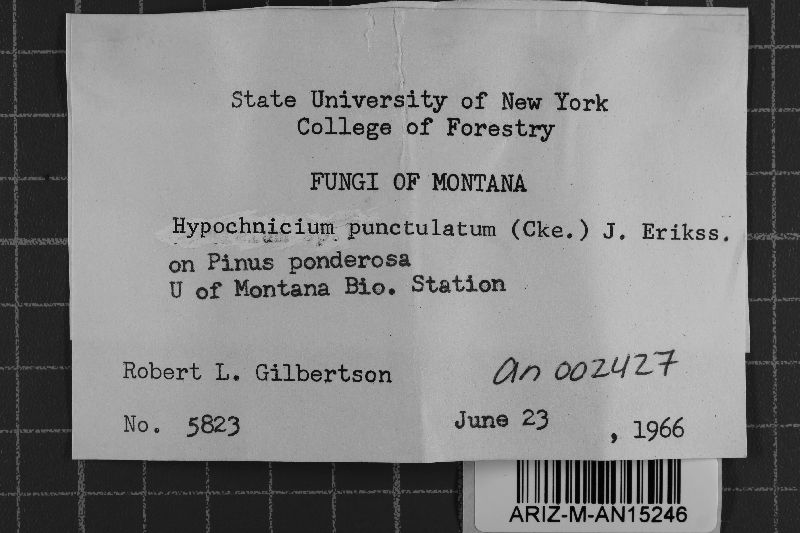 State University of New York
College of Forestry
FUNGI OF MONTANA
Hypochnicium punctulatum (Cke.) J. Erikss.
on Pinus ponderosa
U of Montana Bio. Station
Robert L. Gilbertson
an 002427
No. 5823
June 23, 1966
ARIZ-M-AN15246